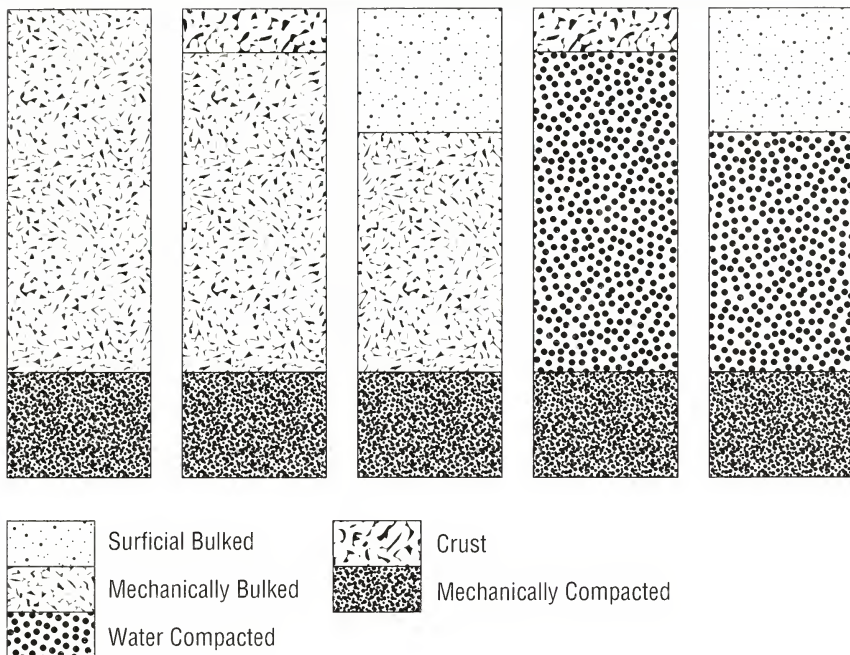 Surficial Bulked
Mechanically Bulked
Water Compacted
Crust
Mechanically Compacted